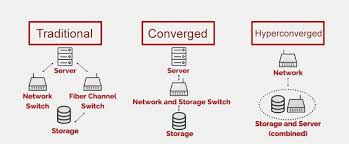 Traditional
Server
Network
Switch
Fiber Channel
Switch
Storage
Converged
Server
Network and Storage Switch
Storage
Hyperconverged
Network
Storage and Server
(combined)